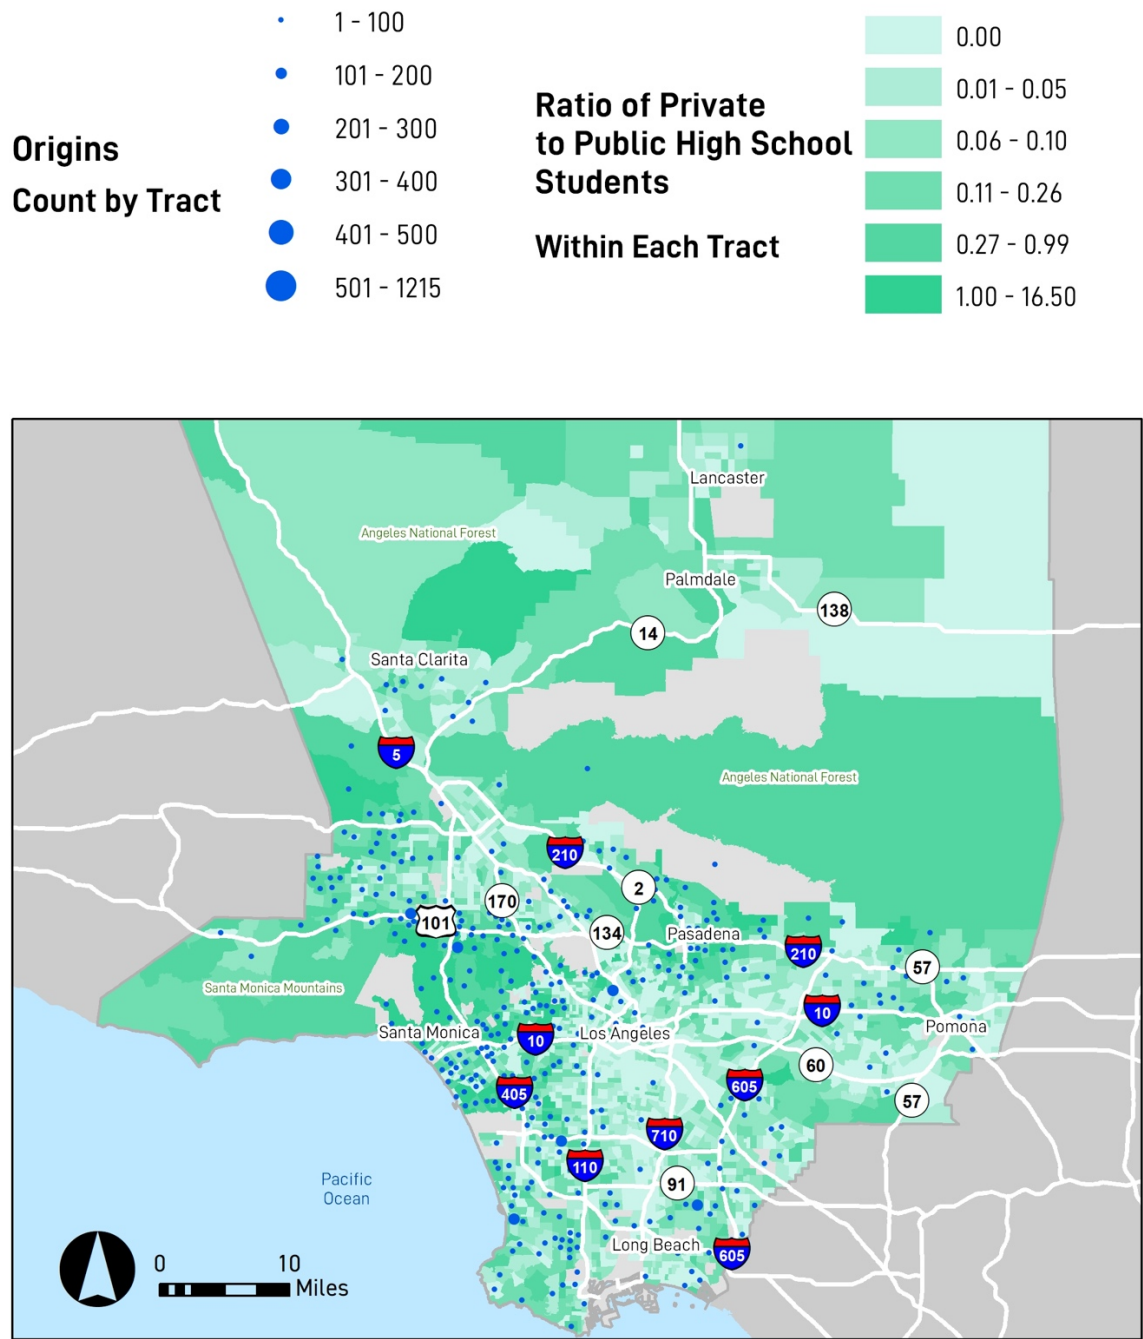 Origins
Count by Tract
1 - 100
101 - 200
201 - 300
301 - 400
401 - 500
501 - 1215
Ratio of Private
to Public High School
Students
Within Each Tract
0.00
0.01 - 0.05
0.06 - 0.10
0.11 - 0.26
0.27 - 0.99
1.00 - 16.50
Lancaster
Angeles National Forest
Palmdale
138
14
Santa Clarita
5
Angeles National Forest
210
2
170
101
134
Pasadena
210
57
Santa Monica Mountains
10
Santa Monica
10
Los Angeles
Pomona
60
405
605
57
710
110
91
Pacific
Ocean
Long Beach
605
0
10
Miles